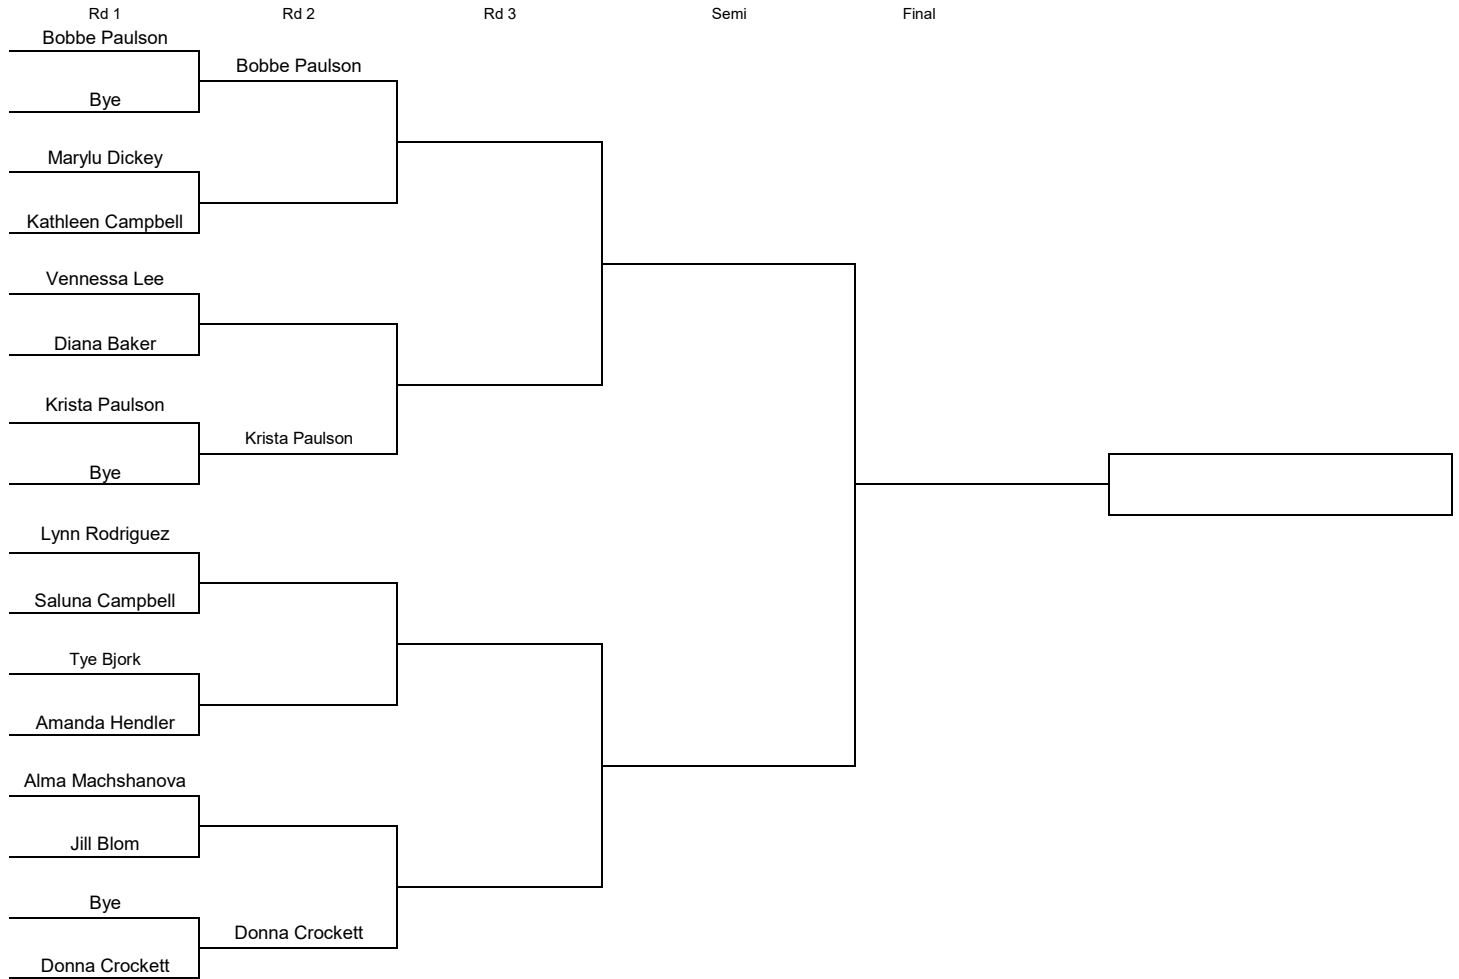 Rd 1
Rd 2
Rd 3
Semi
Final
Bobbe Paulson
Bobbe Paulson
Bye
Marylu Dickey
Kathleen Campbell
Vennessa Lee
Diana Baker
Krista Paulson
Krista Paulson
Bye
Lynn Rodriguez
Saluna Campbell
Tye Bjork
Amanda Hendler
Alma Machshanova
Jill Blom
Bye
Donna Crockett
Donna Crockett